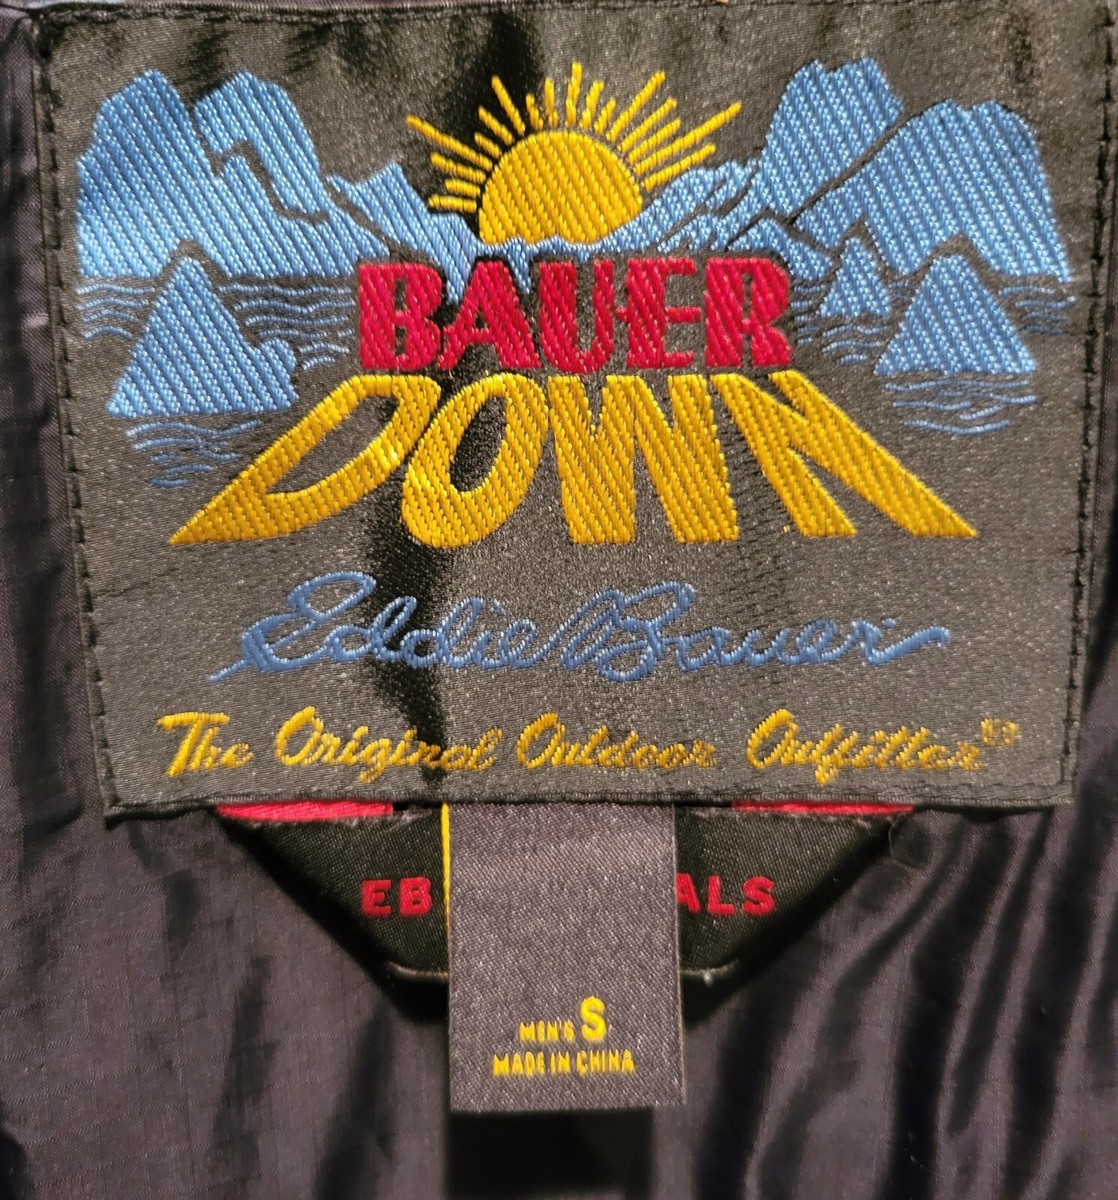 BAUER
DOWN
Eddie Bauer
The Original Outdoor Outfitter
EB ALS
MEN'S S
MADE IN CHINA